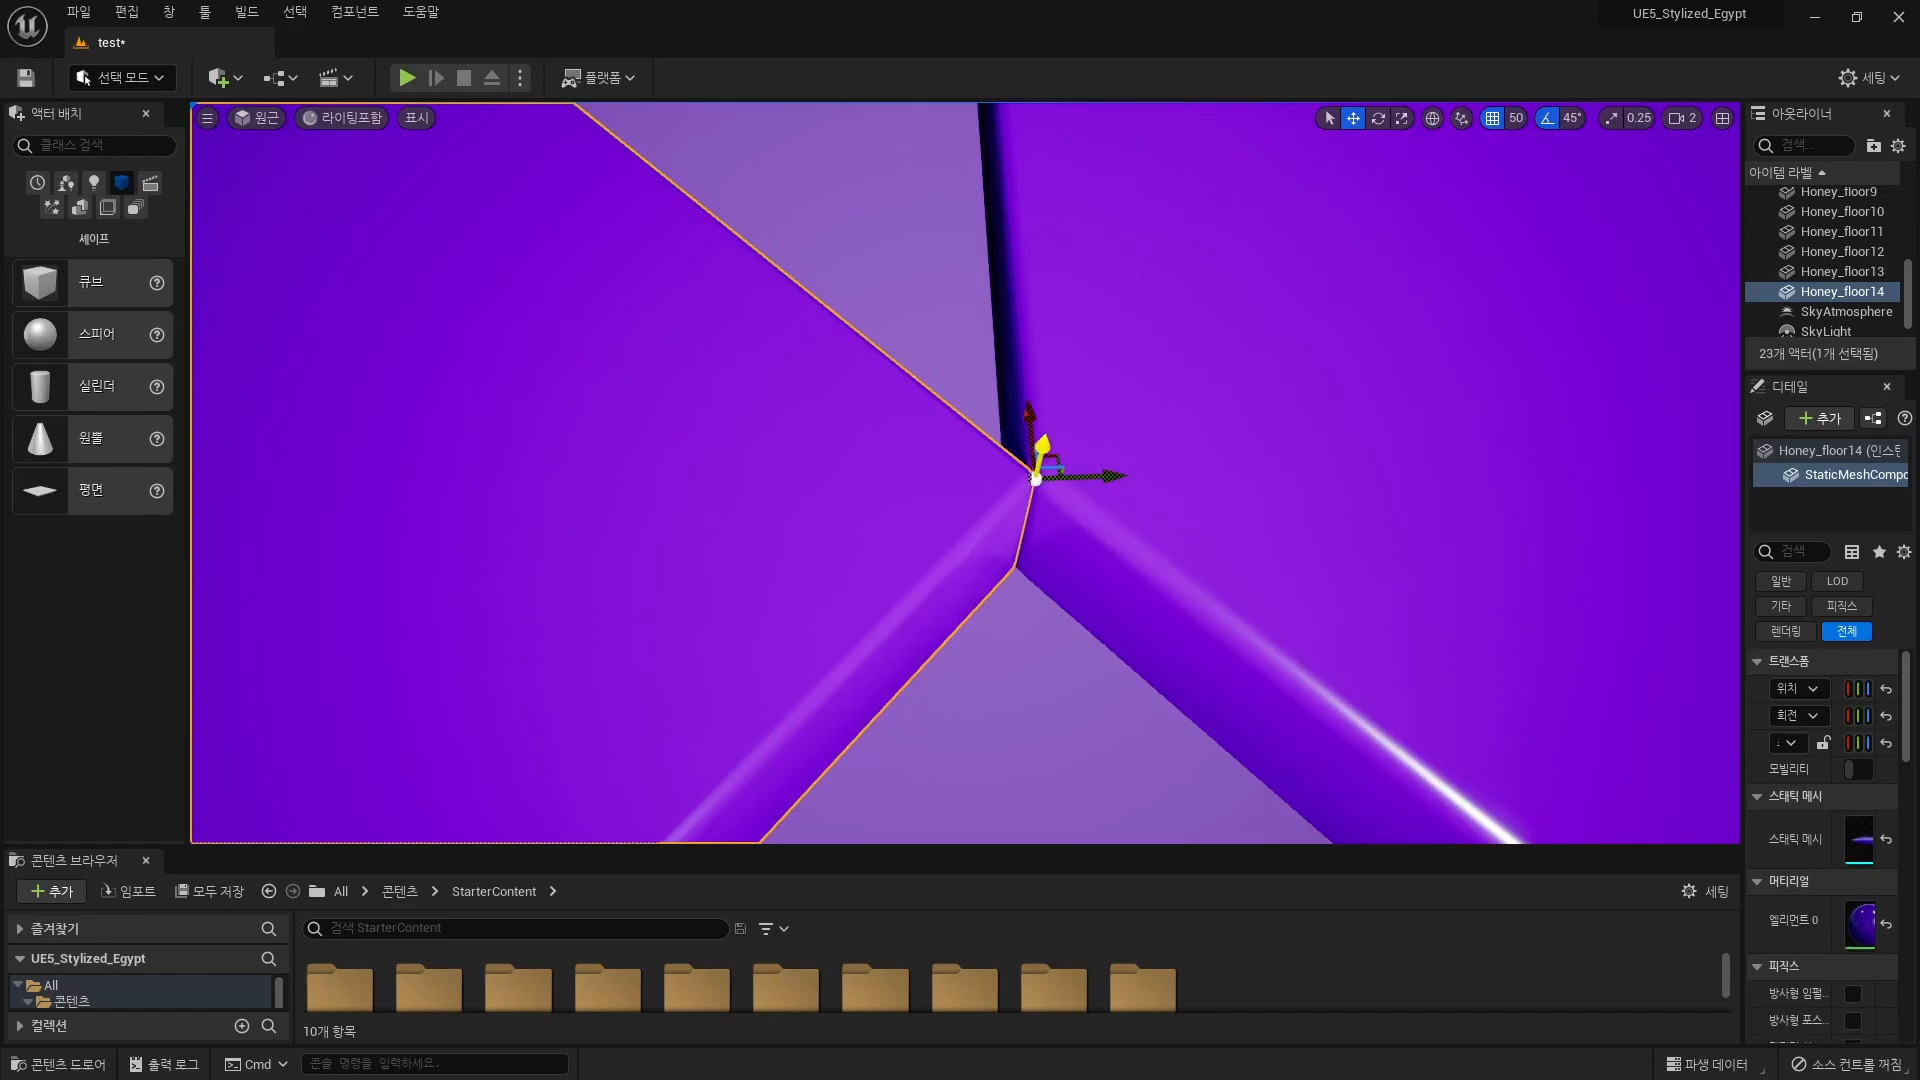 파일 편집 창 툴 빌드 선택 컴포넌트 도움말
UE5_Stylized_Egypt
test*
선택 모드
플랫폼
세팅
액터 배치
클래스 검색
셰이프
큐브
스피어
실린더
원뿔
평면
원근
라이팅포함
표시
50
45°
0.25
2
아웃라이너
검색...
아이템 라벨
Honey_floor9
Honey_floor10
Honey_floor11
Honey_floor12
Honey_floor13
Honey_floor14
SkyAtmosphere
SkyLight
23개 액터(1개 선택됨)
디테일
추가
Honey_floor14 (인스턴
StaticMeshCompo
검색
일반 LOD
기타 피직스
렌더링 전체
트랜스폼
위치
회전
모빌리티
스태틱 메시
스태틱 메시
머티리얼
엘리먼트 0
피직스
방사형 임펄...
방사형 포스...
콘텐츠 브라우저
추가 임포트 모두 저장 All 콘텐츠 StarterContent
세팅
즐겨찾기
검색 StarterContent
UE5_Stylized_Egypt
All
콘텐츠
컬렉션
10개 항목
콘텐츠 드로어 출력 로그 Cmd 콘솔 명령을 입력하세요.
파생 데이터 소스 컨트롤 꺼짐